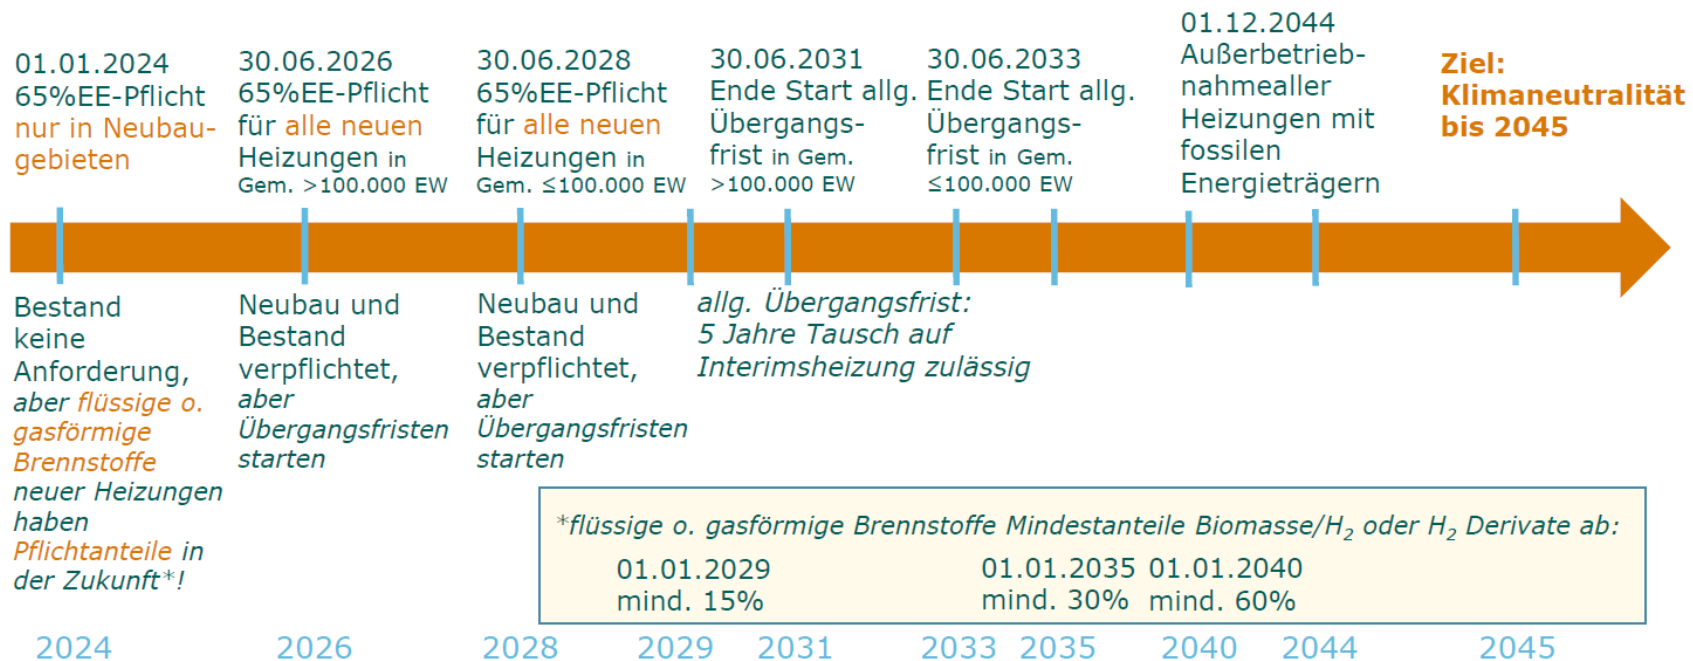 01.01.2024
65%EE-Pflicht
nur in Neubau-
gebieten
30.06.2026
65%EE-Pflicht
für alle neuen
Heizungen in
Gem. >100.000 EW
30.06.2028
65%EE-Pflicht
für alle neuen
Heizungen in
Gem. ≤100.000 EW
30.06.2031
Ende Start allg.
Übergangs-
frist in Gem.
>100.000 EW
30.06.2033
Ende Start allg.
Übergangs-
frist in Gem.
≤100.000 EW
01.12.2044
Außerbetrieb-
nahmealler
Heizungen mit
fossilen
Energieträgern
Ziel:
Klimaneutralität
bis 2045
Bestand
keine
Anforderung,
aber flüssige o.
gasförmige
Brennstoffe
neuer Heizungen
haben
Pflichtanteile in
der Zukunft*!
Neubau und
Bestand
verpflichtet,
aber
Übergangsfristen
starten
Neubau und
Bestand
verpflichtet,
aber
Übergangsfristen
starten
allg. Übergangsfrist:
5 Jahre Tausch auf
Interimsheizung zulässig
*flüssige o. gasförmige Brennstoffe Mindestanteile Biomasse/H₂ oder H₂ Derivate ab:
01.01.2029
mind. 15%
01.01.2035
mind. 30%
01.01.2040
mind. 60%
2024 2026 2028 2029 2031 2033 2035 2040 2044 2045